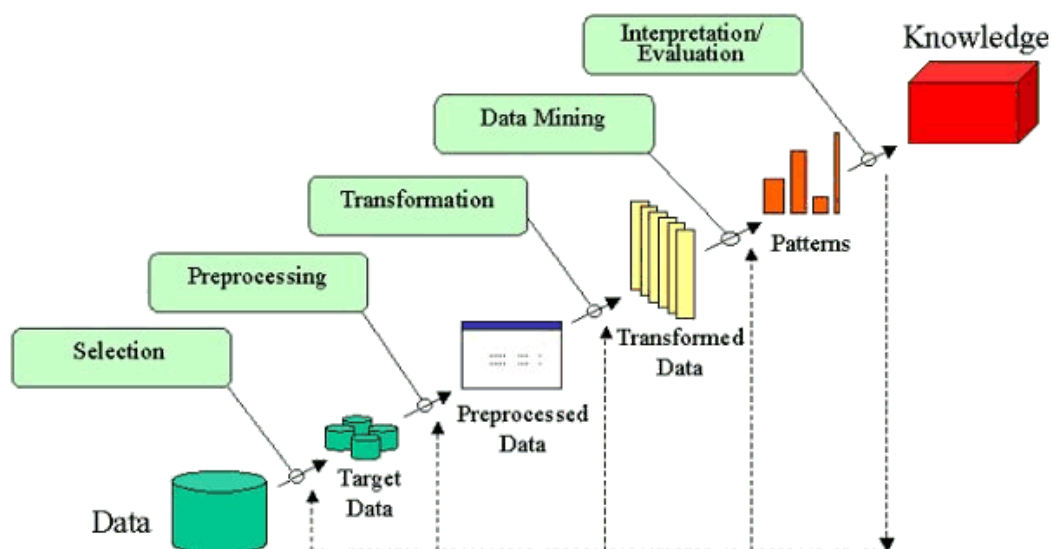 Interpretation/
Evaluation
Knowledge
Data Mining
Transformation
Patterns
Preprocessing
Transformed
Data
Selection
Preprocessed
Data
Target
Data
Data